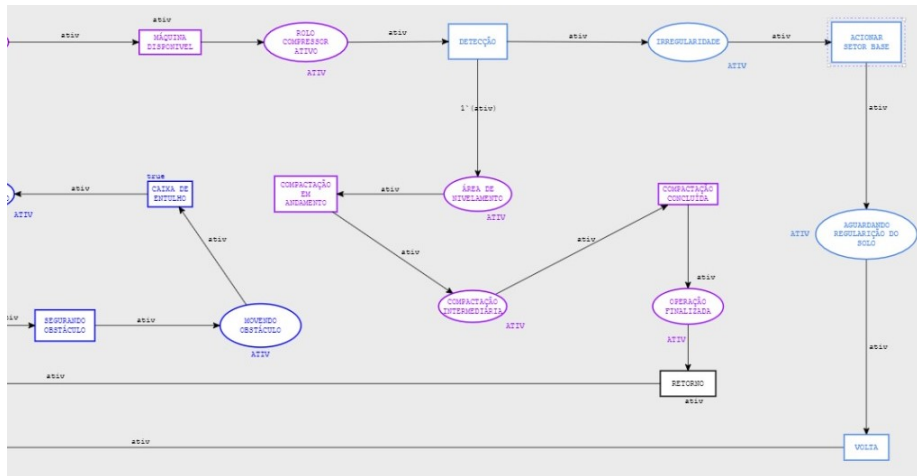 ativ
ativ
MÁQUINA
DISPONIVEL
ROLO
COMPRESSOR
ATIVO
ATIV
ativ
DETECÇÃO
ativ
IRREGULARIDADE
ATIV
ativ
ACIONAR
SETOR BASE
1`(ativ)
ativ
true
ativ
CAIXA DE
ENTULHO
ATIV
COMPACTAÇÃO
EM
ANDAMENTO
ativ
ÁREA DE
NIVELAMENTO
ATIV
COMPACTAÇÃO
CONCLUÍDA
ATIV
AGUARDANDO
REGULARIÇÃO DO
SOLO
ativ
ativ
ativ
ativ
SEGURANDO
OBSTÁCULO
ativ
MOVENDO
OBSTÁCULO
ATIV
COMPACTAÇÃO
INTERMEDIÁRIA
ATIV
OPERAÇÃO
FINALIZADA
ATIV
ativ
ativ
RETORNO
ativ
ativ
VOLTA